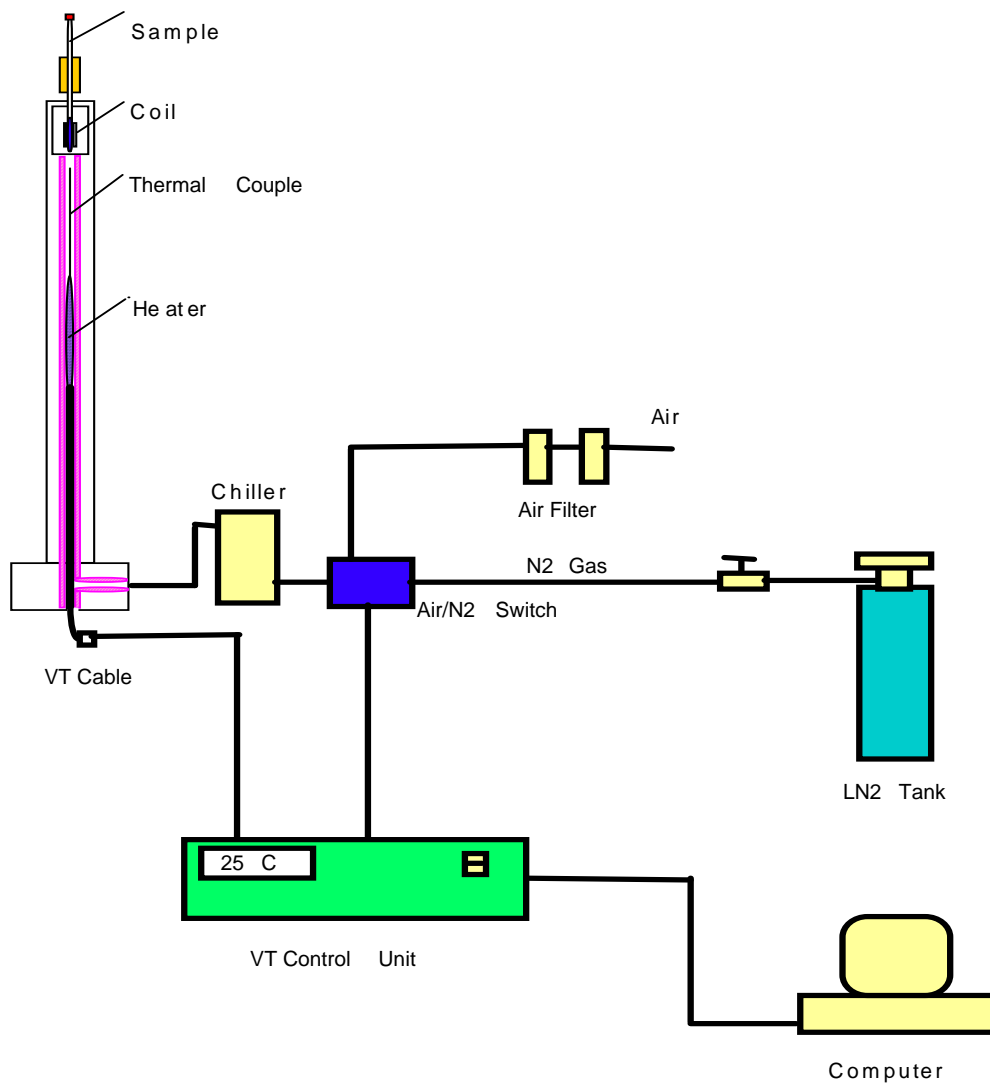 Sample
Coil
Thermal Couple
Heater
Air
Chiller
Air Filter
N2 Gas
Air/N2 Switch
VT Cable
LN2 Tank
25 C
VT Control Unit
Computer